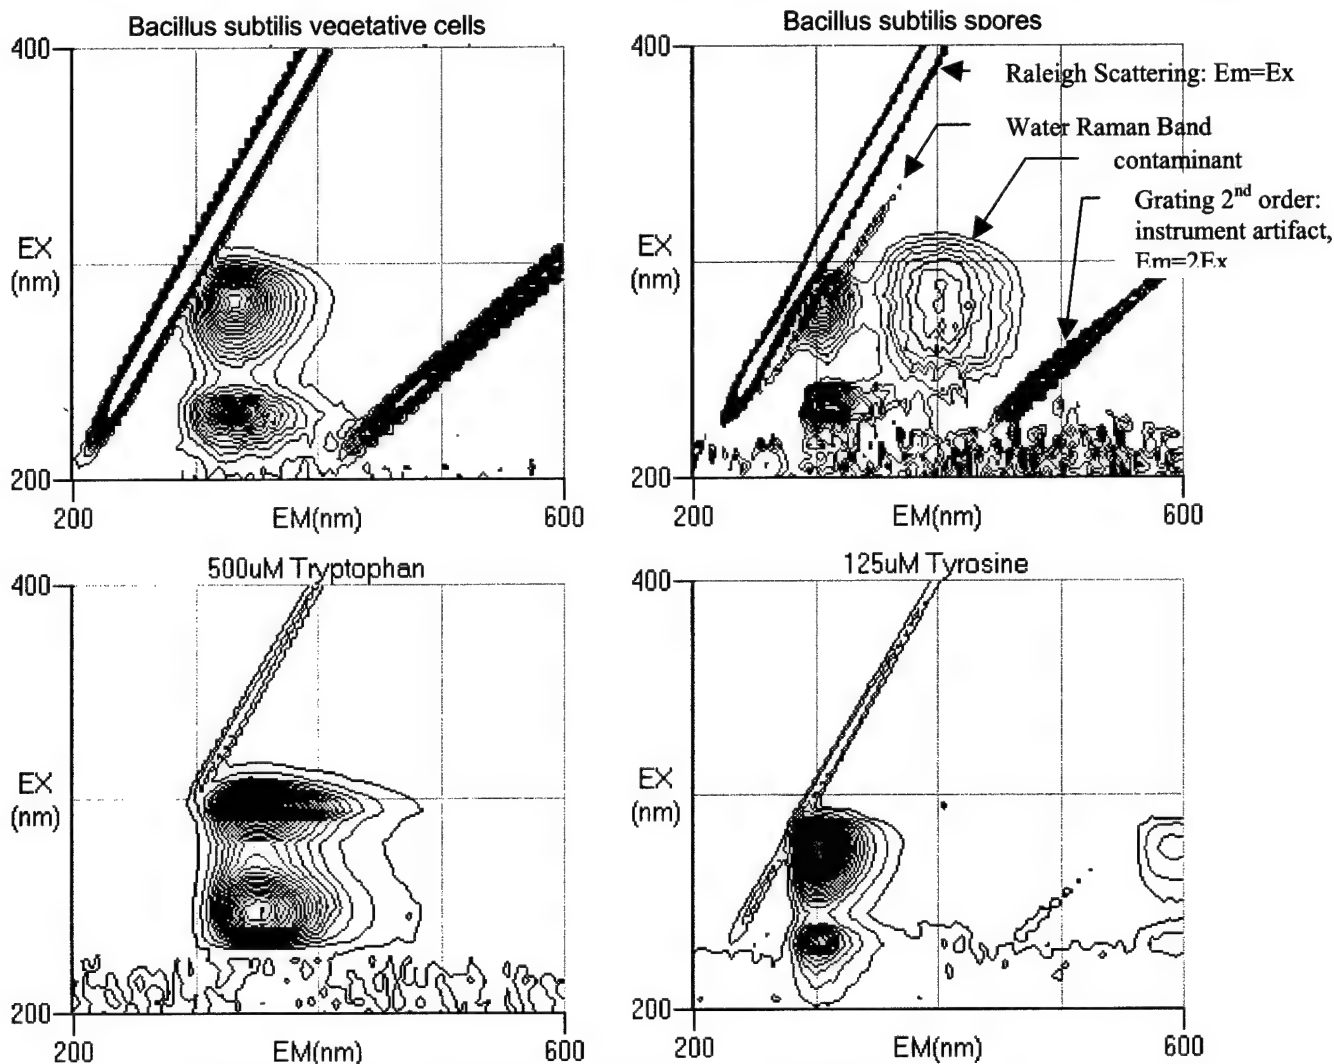 Bacillus subtilis vegetative cells
400
EX
(nm)
200
200
EM(nm)
600
Bacillus subtilis spores
400
Raleigh Scattering: Em=Ex
Water Raman Band
contaminant
Grating 2nd order:
instrument artifact,
Em=2Ex
EX
(nm)
200
200
EM(nm)
600
500uM Tryptophan
400
EX
(nm)
200
200
EM(nm)
600
125uM Tyrosine
400
EX
(nm)
200
200
EM(nm)
600